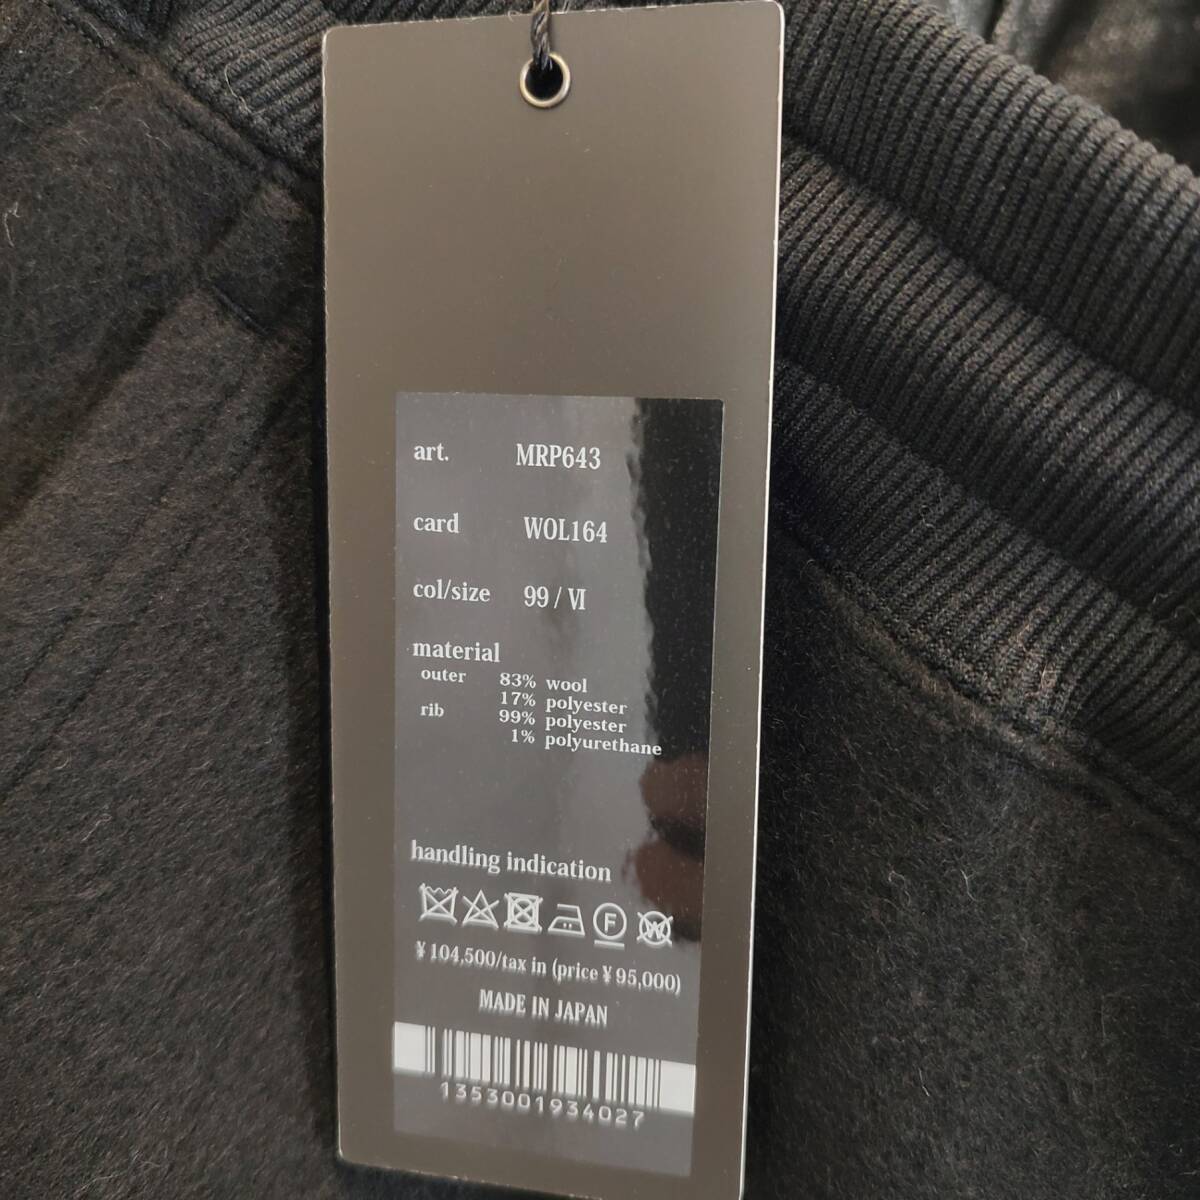 art. MRP643
card WOL164
col/size 99 / VI
material
outer 83% wool
17% polyester
rib 99% polyester
1% polyurethane
handling indication
F W
¥ 104,500/tax in (price ¥ 95,000)
MADE IN JAPAN
1353001934027